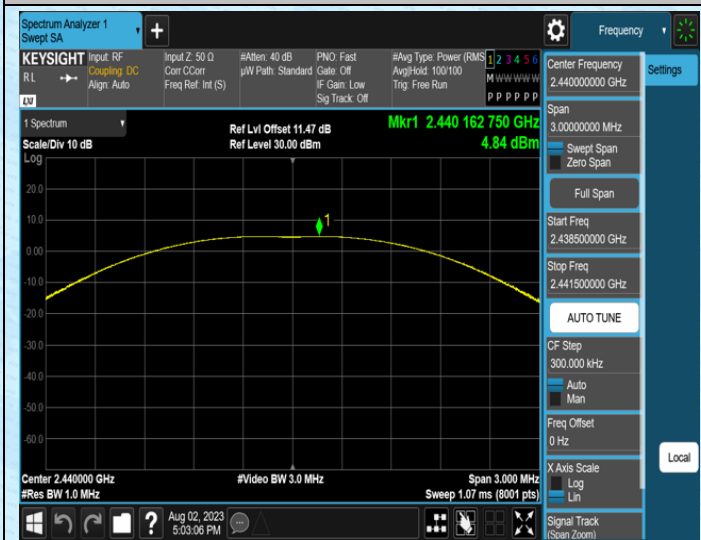 Spectrum Analyzer 1
Swept SA
+
Frequency
KEYSIGHT
RL
LXI
Input: RF
Coupling: DC
Align: Auto
Input Z: 50 Ω
Corr CCorr
Freq Ref: Int (S)
#Atten: 40 dB
µW Path: Standard
PNO: Fast
Gate: Off
IF Gain: Low
Sig Track: Off
#Avg Type: Power (RMS
Avg|Hold: 100/100
Trig: Free Run
1 2 3 4 5 6
M W W W W W
P P P P P P
Center Frequency
2.440000000 GHz
Settings
Span
3.00000000 MHz
Swept Span
Zero Span
Full Span
Start Freq
2.438500000 GHz
Stop Freq
2.441500000 GHz
AUTO TUNE
CF Step
300.000 kHz
Auto
Man
Freq Offset
0 Hz
X Axis Scale
Log
Lin
Signal Track
(Span Zoom)
Local
1 Spectrum
Scale/Div 10 dB
Ref Lvl Offset 11.47 dB
Ref Level 30.00 dBm
Mkr1 2.440 162 750 GHz
4.84 dBm
Log
20.0
10.0
0.00
-10.0
-20.0
-30.0
-40.0
-50.0
-60.0
1
Center 2.440000 GHz
#Res BW 1.0 MHz
#Video BW 3.0 MHz
Span 3.000 MHz
Sweep 1.07 ms (8001 pts)
?
Aug 02, 2023
5:03:06 PM